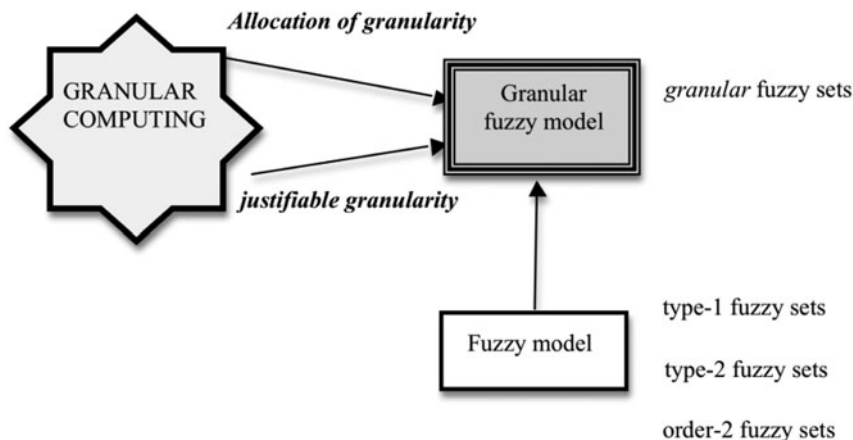 Allocation of granularity
GRANULAR
COMPUTING
Granular
fuzzy model
granular fuzzy sets
justifiable granularity
Fuzzy model
type-1 fuzzy sets
type-2 fuzzy sets
order-2 fuzzy sets